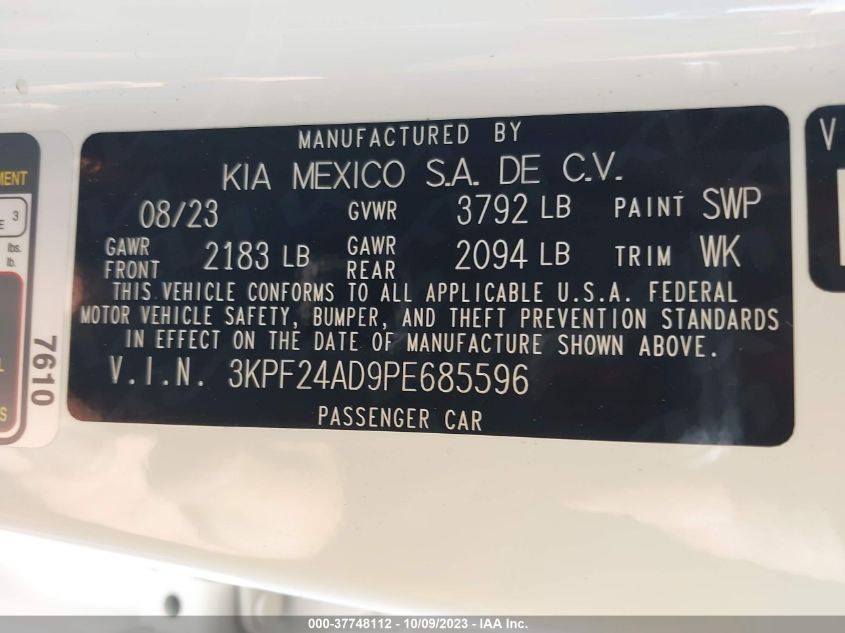 MANUFACTURED BY
KIA MEXICO S.A. DE C.V.
08/23 GVWR 3792 LB PAINT SWP
GAWR FRONT 2183 LB GAWR REAR 2094 LB TRIM WK
THIS VEHICLE CONFORMS TO ALL APPLICABLE U.S.A. FEDERAL
MOTOR VEHICLE SAFETY, BUMPER, AND THEFT PREVENTION STANDARDS
IN EFFECT ON THE DATE OF MANUFACTURE SHOWN ABOVE.
V.I.N. 3KPF24AD9PE685596
PASSENGER CAR
3
lbs.
lb.
7610
V
000-37748112 - 10/09/2023 - IAA Inc.